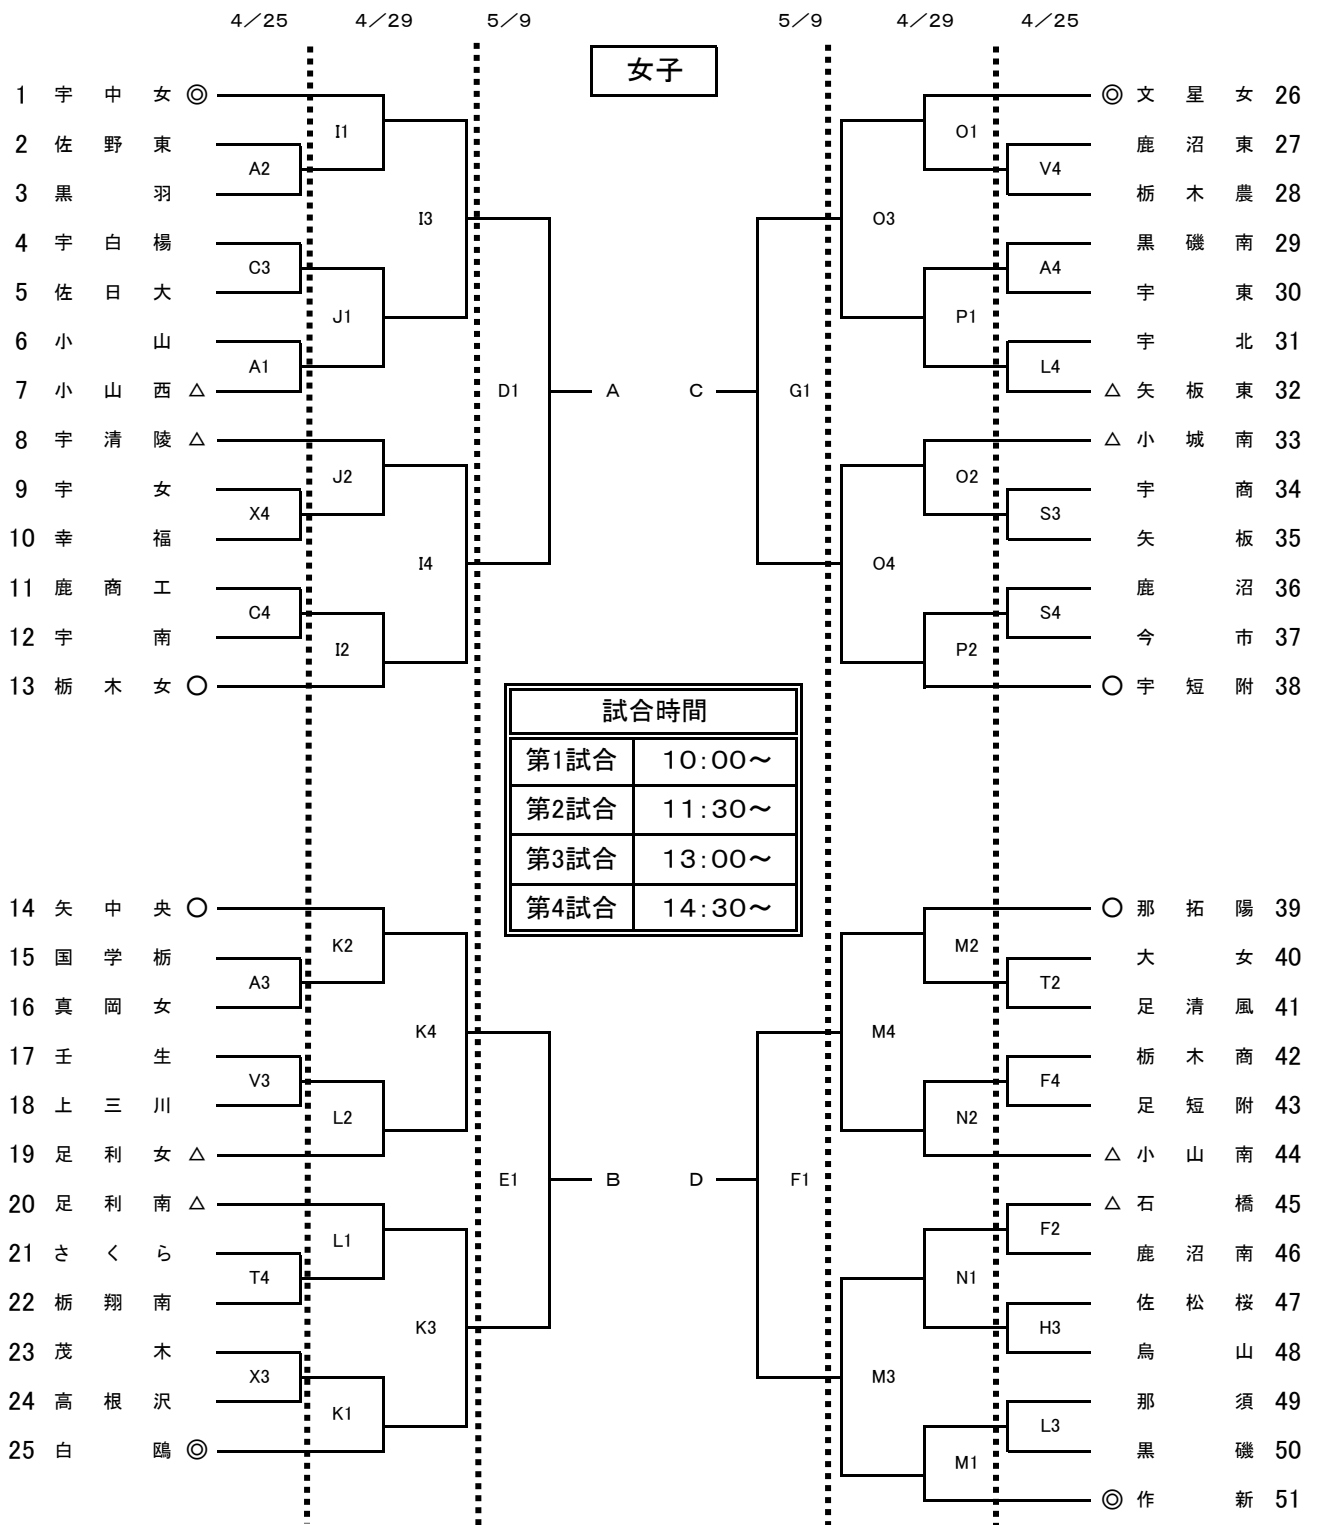 4／25 4／29 5／9 5／9 4／29 4／25
女子
1 宇中女 ◎
I1
2 佐野東
A2
3 黒羽
I3
4 宇白楊
C3
5 佐日大
J1
6 小山
A1
7 小山西 △
D1 A
8 宇清陵 △
J2
9 宇女
X4
10 幸福
I4
11 鹿商工
C4
12 宇南
I2
13 栃木女 ○
◎ 文星女 26
O1
鹿沼東 27
V4
栃木農 28
O3
黒磯南 29
A4
宇東 30
P1
宇北 31
L4
△ 矢板東 32
C G1
△ 小城南 33
O2
宇商 34
S3
矢板 35
O4
鹿沼 36
S4
今市 37
P2
○ 宇短附 38
試合時間
第1試合 10：00～
第2試合 11：30～
第3試合 13：00～
第4試合 14：30～
14 矢中央 ○
K2
15 国学栃
A3
16 真岡女
K4
17 壬生
V3
18 上三川
L2
19 足利女 △
E1 B
20 足利南 △
L1
21 さくら
T4
22 栃翔南
K3
23 茂木
X3
24 高根沢
K1
25 白鴎 ◎
○ 那拓陽 39
M2
大女 40
T2
足清風 41
M4
栃木商 42
F4
足短附 43
N2
△ 小山南 44
D F1
△ 石橋 45
F2
鹿沼南 46
N1
佐松桜 47
H3
烏山 48
M3
那須 49
L3
黒磯 50
M1
◎ 作新 51